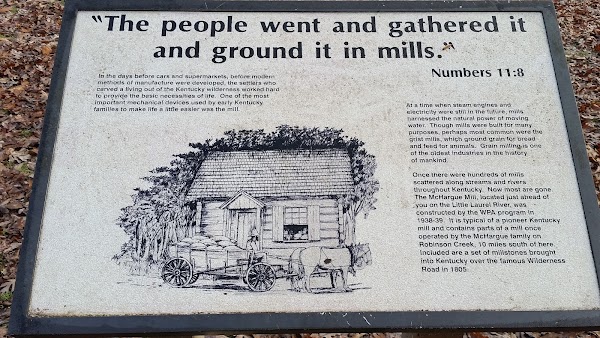 "The people went and gathered it
and ground it in mills."
Numbers 11:8
In the days before cars and supermarkets, before modern
methods of manufacture were developed, the settlers who
carved a living out of the Kentucky wilderness worked hard
to provide the basic necessities of life. One of the most
important mechanical devices used by early Kentucky
families to make life a little easier was the mill.
At a time when steam engines and
electricity were still in the future, mills
harnessed the natural power of moving
water. Though mills were built for many
purposes, perhaps most common were the
grist mills, which ground grain for bread
and feed for animals. Grain milling is one
of the oldest industries in the history
of mankind.
Once there were hundreds of mills
scattered along streams and rivers
throughout Kentucky. Now most are gone.
The McHargue Mill, located just ahead of
you on the Little Laurel River, was
constructed by the WPA program in
1938-39. It is typical of a pioneer Kentucky
mill and contains parts of a mill once
operated by the McHargue family on
Robinson Creek, 10 miles south of here.
Included are a set of millstones brought
into Kentucky over the famous Wilderness
Road in 1805.